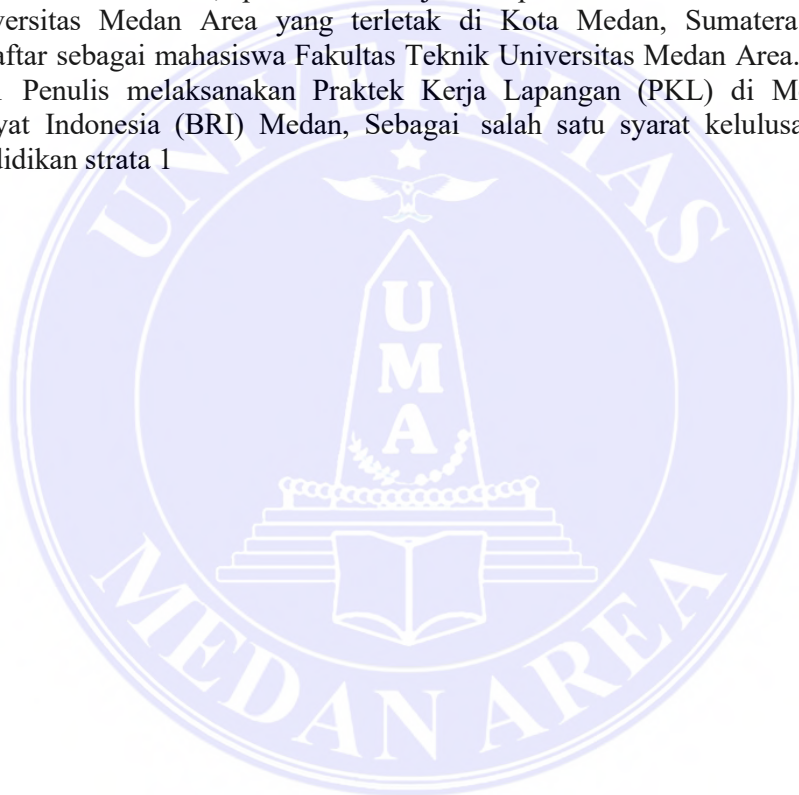 versitas Medan Area yang terletak di Kota Medan, Sumatera
aftar sebagai mahasiswa Fakultas Teknik Universitas Medan Area.
Penulis melaksanakan Praktek Kerja Lapangan (PKL) di M
yat Indonesia (BRI) Medan, Sebagai salah satu syarat kelulusa
didikan strata 1
UNIVERSITAS
U
M
A
MEDAN AREA